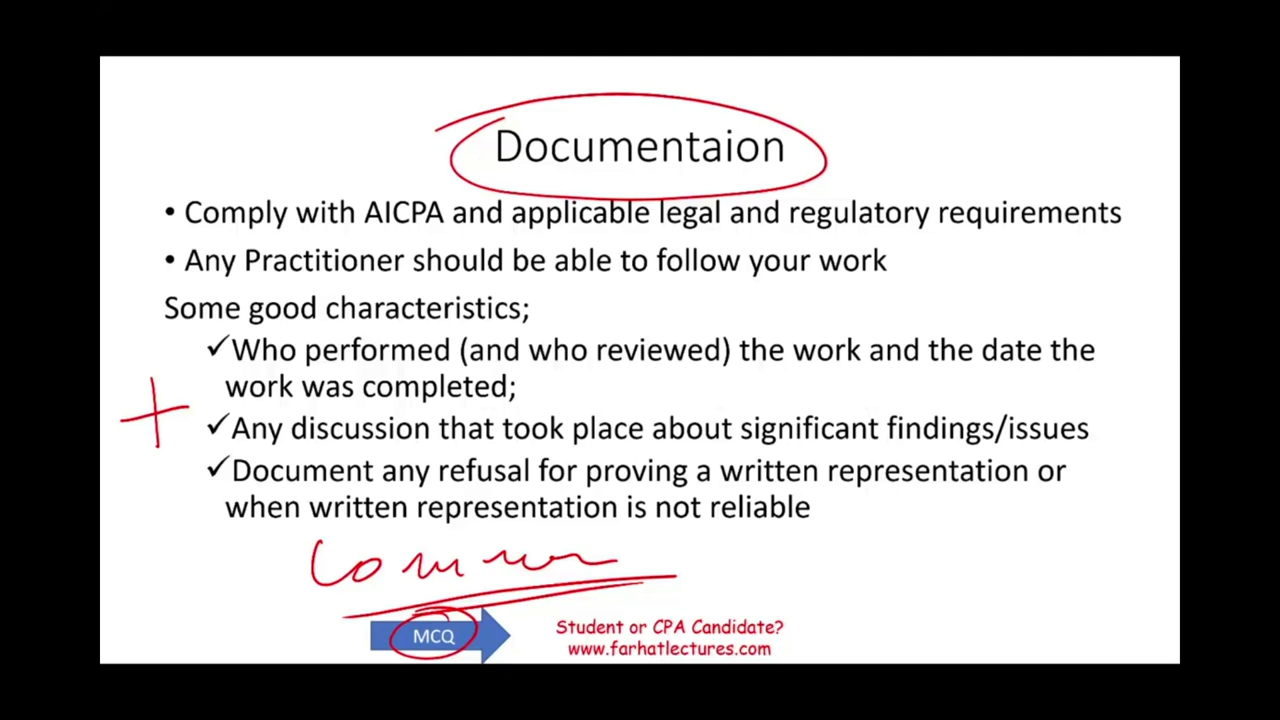 Documentaion
• Comply with AICPA and applicable legal and regulatory requirements
• Any Practitioner should be able to follow your work
Some good characteristics;
✓Who performed (and who reviewed) the work and the date the
work was completed;
✓Any discussion that took place about significant findings/issues
✓Document any refusal for proving a written representation or
when written representation is not reliable
MCQ
Student or CPA Candidate?
www.farhatlectures.com